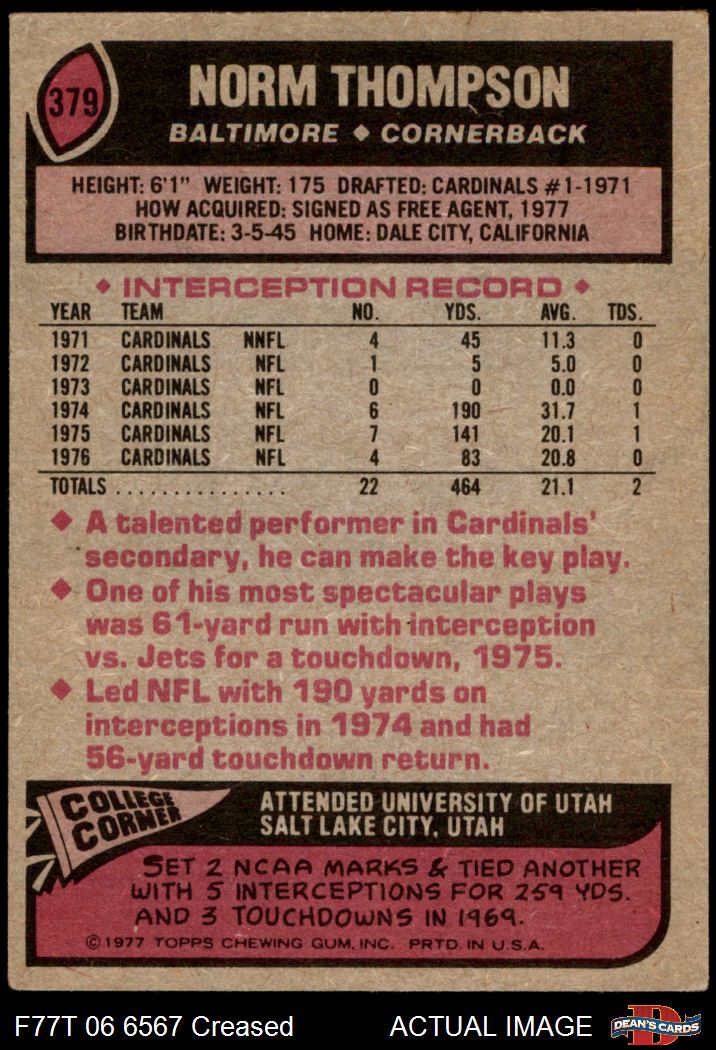 379
NORM THOMPSON
BALTIMORE ◆ CORNERBACK
HEIGHT: 6'1" WEIGHT: 175 DRAFTED: CARDINALS #1-1971
HOW ACQUIRED: SIGNED AS FREE AGENT, 1977
BIRTHDATE: 3-5-45 HOME: DALE CITY, CALIFORNIA
◆ INTERCEPTION RECORD ◆
YEAR TEAM NO. YDS. AVG. TDS.
1971 CARDINALS NNFL 4 45 11.3 0
1972 CARDINALS NFL 1 5 5.0 0
1973 CARDINALS NFL 0 0 0.0 0
1974 CARDINALS NFL 6 190 31.7 1
1975 CARDINALS NFL 7 141 20.1 1
1976 CARDINALS NFL 4 83 20.8 0
TOTALS ................ 22 464 21.1 2
◆ A talented performer in Cardinals'
secondary, he can make the key play.
◆ One of his most spectacular plays
was 61-yard run with interception
vs. Jets for a touchdown, 1975.
◆ Led NFL with 190 yards on
interceptions in 1974 and had
56-yard touchdown return.
COLLEGE
CORNER
ATTENDED UNIVERSITY OF UTAH
SALT LAKE CITY, UTAH
SET 2 NCAA MARKS & TIED ANOTHER
WITH 5 INTERCEPTIONS FOR 259 YDS.
AND 3 TOUCHDOWNS IN 1969.
©1977 TOPPS CHEWING GUM, INC. PRTD. IN U.S.A.
F77T 06 6567 Creased ACTUAL IMAGE
D
DEAN'S CARDS